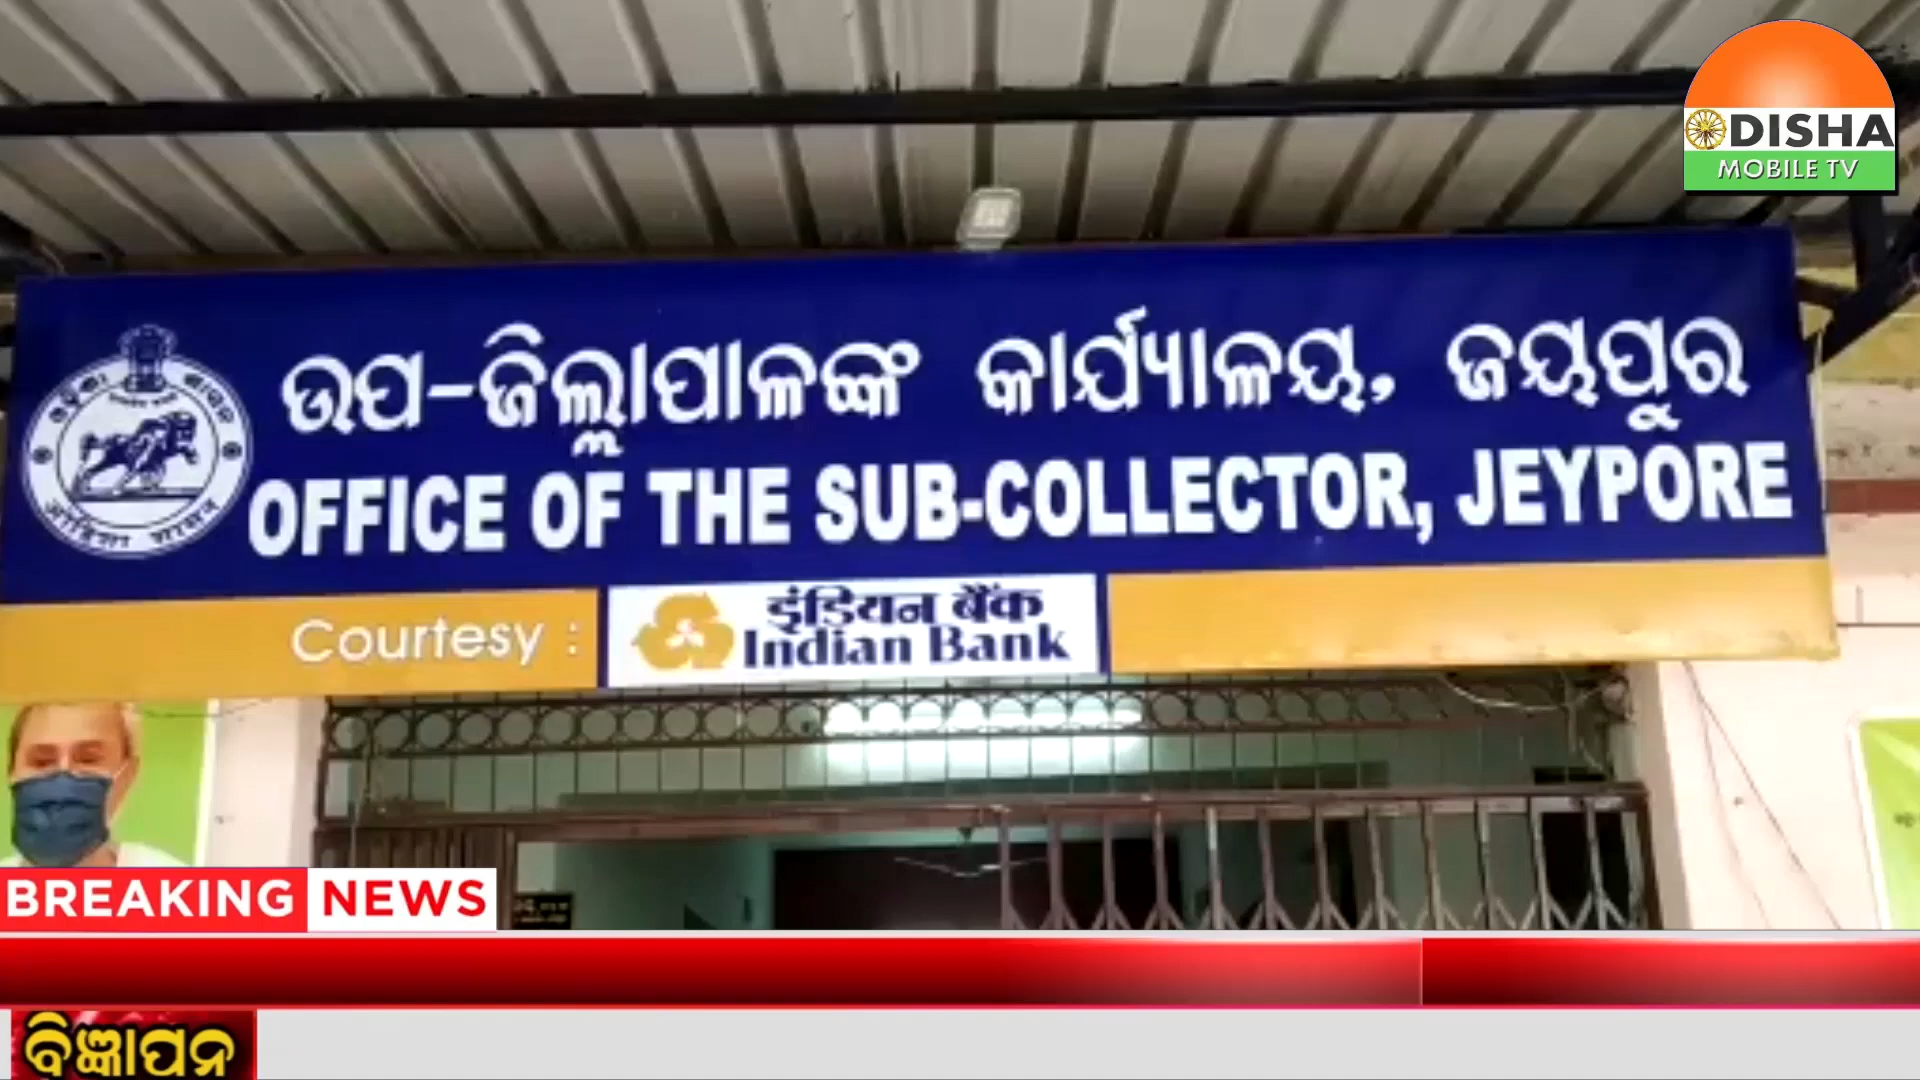 ODISHA
MOBILE TV
ଉପ-ଜିଲ୍ଲାପାଳଙ୍କ କାର୍ଯ୍ୟାଳୟ, ଜୟପୁର
OFFICE OF THE SUB-COLLECTOR, JEYPORE
Courtesy :
इंडियन बैंक
Indian Bank
BREAKING NEWS
ବିଜ୍ଞାପନ